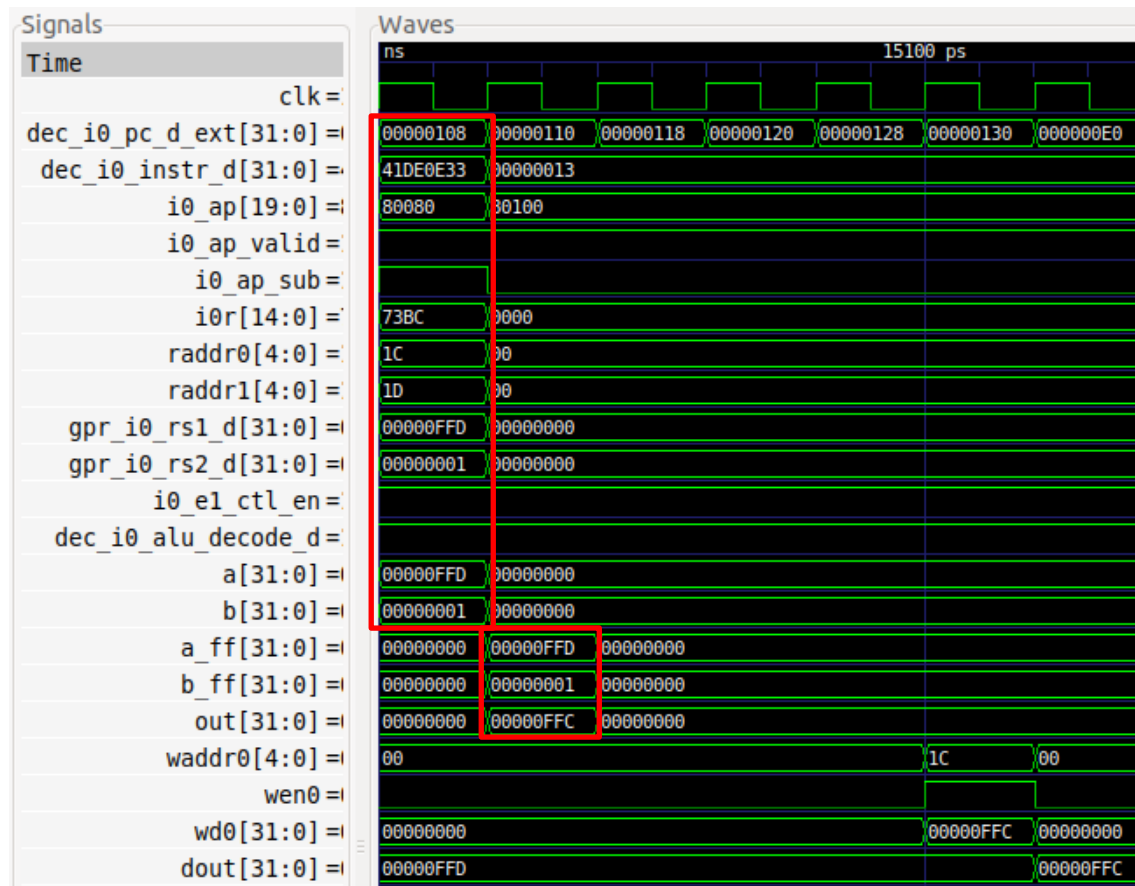 Signals Waves
Time ns 15100 ps
clk =
dec_i0_pc_d_ext[31:0] = 00000108 00000110 00000118 00000120 00000128 00000130 000000E0
dec_i0_instr_d[31:0] = 41DE0E33 00000013
i0_ap[19:0] = 80080 80100
i0_ap_valid =
i0_ap_sub =
i0r[14:0] = 73BC 0000
raddr0[4:0] = 1C 00
raddr1[4:0] = 1D 00
gpr_i0_rs1_d[31:0] = 00000FFD 00000000
gpr_i0_rs2_d[31:0] = 00000001 00000000
i0_e1_ctl_en =
dec_i0_alu_decode_d =
a[31:0] = 00000FFD 00000000
b[31:0] = 00000001 00000000
a_ff[31:0] = 00000000 00000FFD 00000000
b_ff[31:0] = 00000000 00000001 00000000
out[31:0] = 00000000 00000FFC 00000000
waddr0[4:0] = 00 1C 00
wen0 =
wd0[31:0] = 00000000 00000FFC 00000000
dout[31:0] = 00000FFD 00000FFC